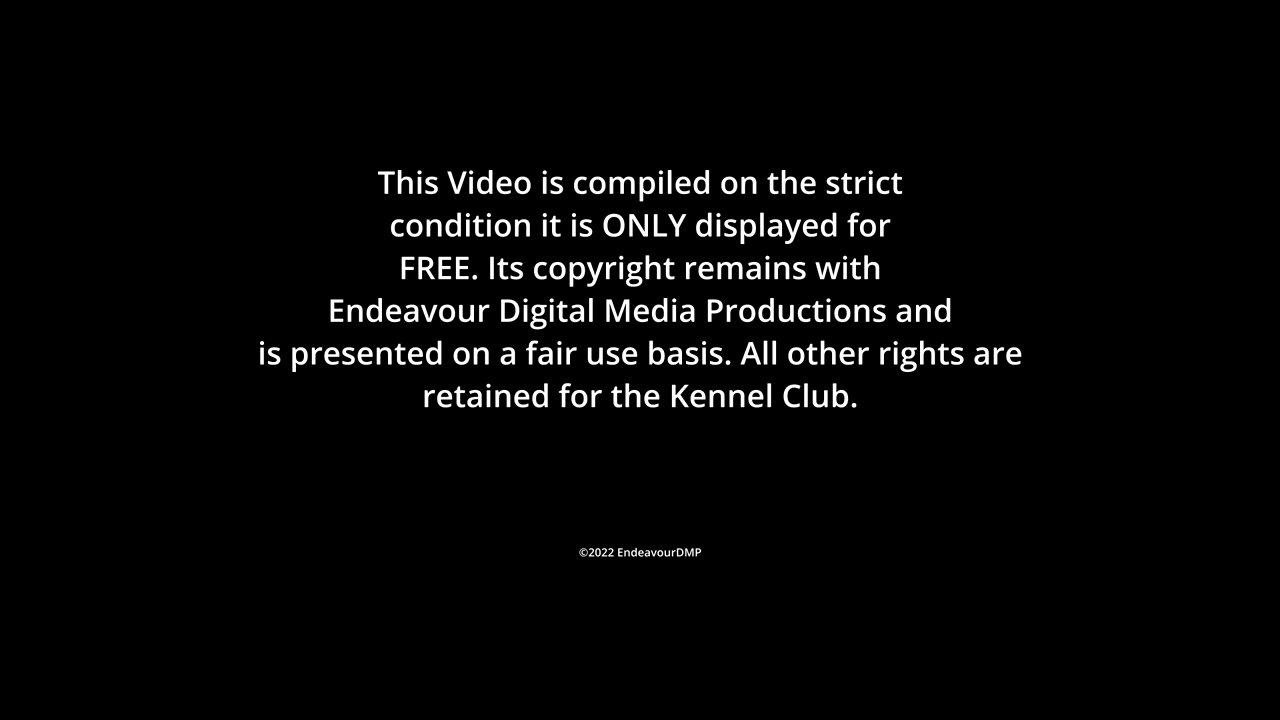 This Video is compiled on the strict
condition it is ONLY displayed for
FREE. Its copyright remains with
Endeavour Digital Media Productions and
is presented on a fair use basis. All other rights are
retained for the Kennel Club.
©2022 EndeavourDMP